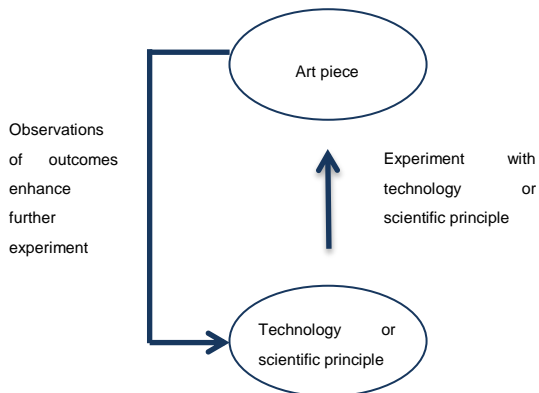 Art piece
Observations
of outcomes
enhance
further
experiment
Experiment with
technology or
scientific principle
Technology or
scientific principle